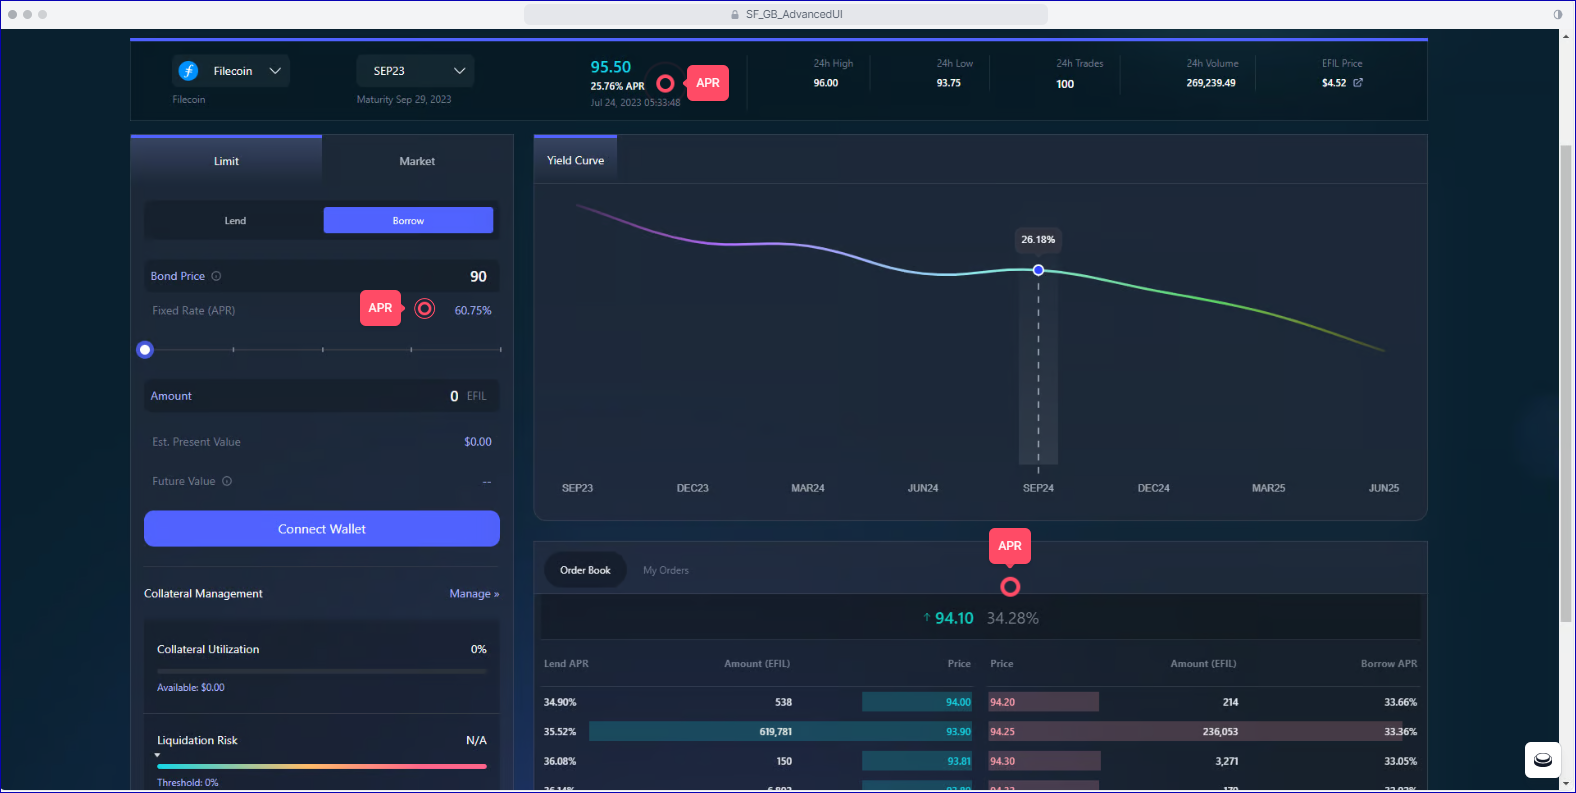 SF_GB_AdvancedUI
Filecoin
SEP23
Filecoin
Maturity Sep 29, 2023
95.50
25.76% APR
Jul 24, 2023 05:33:48
APR
24h High
96.00
24h Low
93.75
24h Trades
100
24h Volume
269,239.49
EFIL Price
$4.52
Limit
Market
Lend
Borrow
Bond Price
90
Fixed Rate (APR)
APR
60.75%
Amount
0 EFIL
Est. Present Value
$0.00
Future Value
--
Connect Wallet
Collateral Management
Manage »
Collateral Utilization
0%
Available: $0.00
Liquidation Risk
N/A
Threshold: 0%
Yield Curve
26.18%
SEP23 DEC23 MAR24 JUN24 SEP24 DEC24 MAR25 JUN25
APR
Order Book
My Orders
↑ 94.10 34.28%
Lend APR Amount (EFIL) Price Price Amount (EFIL) Borrow APR
34.90% 538 94.00 94.20 214 33.66%
35.52% 619,781 93.90 94.25 236,053 33.36%
36.08% 150 93.81 94.30 3,271 33.05%